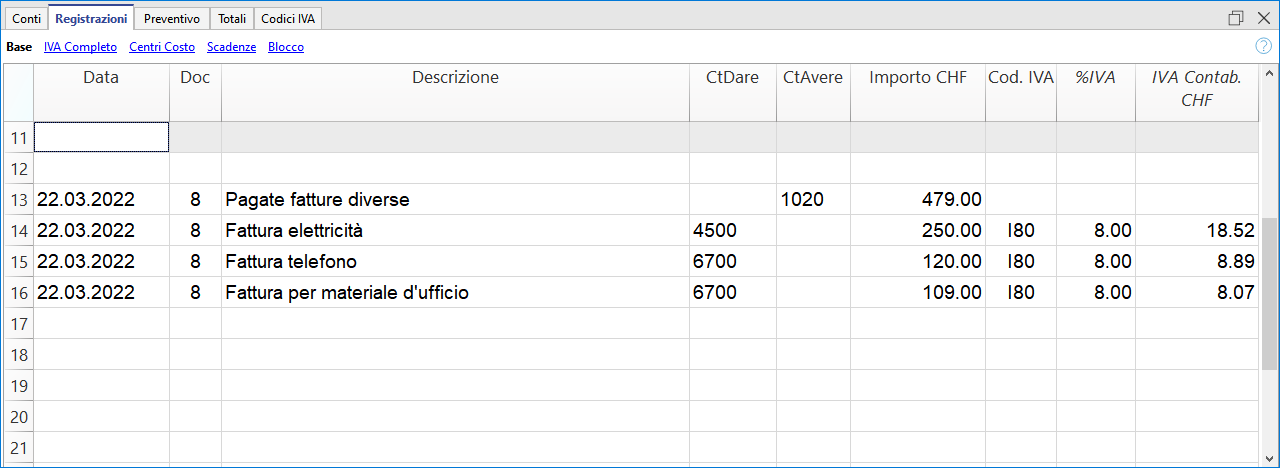 Conti Registrazioni Preventivo Totali Codici IVA
Base IVA Completo Centri Costo Scadenze Blocco ?
Data Doc Descrizione CtDare CtAvere Importo CHF Cod. IVA %IVA IVA Contab. CHF
11
12
13 22.03.2022 8 Pagate fatture diverse 1020 479.00
14 22.03.2022 8 Fattura elettricità 4500 250.00 I80 8.00 18.52
15 22.03.2022 8 Fattura telefono 6700 120.00 I80 8.00 8.89
16 22.03.2022 8 Fattura per materiale d'ufficio 6700 109.00 I80 8.00 8.07
17
18
19
20
21